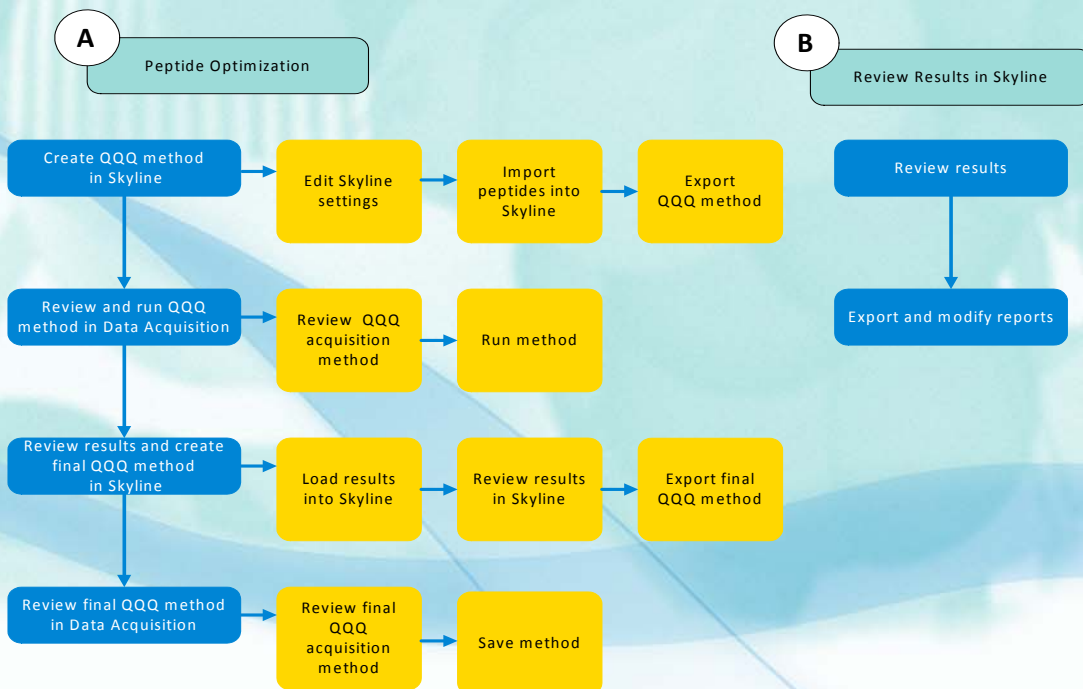 A
Peptide Optimization
B
Review Results in Skyline
Create QQQ method
in Skyline
Edit Skyline
settings
Import
peptides into
Skyline
Export
QQQ method
Review results
Review and run QQQ
method in Data Acquisition
Review QQQ
acquisition
method
Run method
Export and modify reports
Review results and create
final QQQ method
in Skyline
Load results
into Skyline
Review results
in Skyline
Export final
QQQ method
Review final QQQ method
in Data Acquisition
Review final
QQQ
acquisition
method
Save method